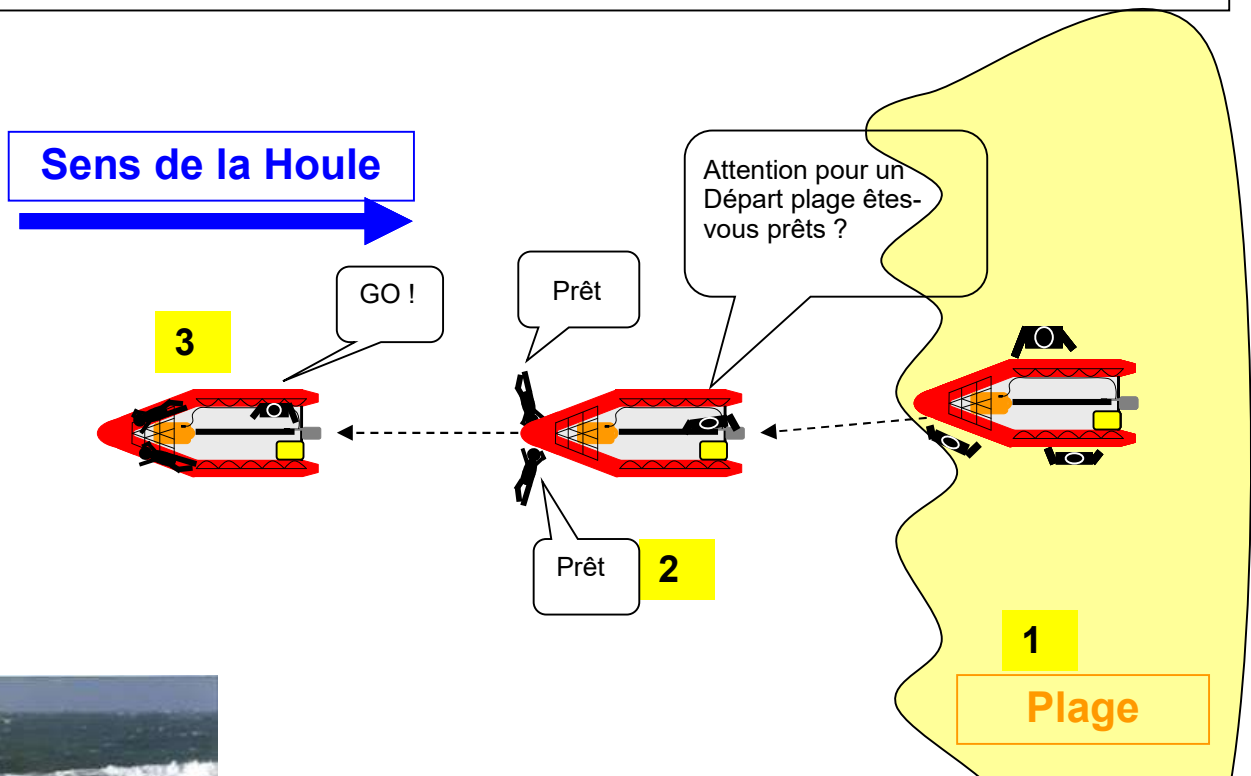 Sens de la Houle
Attention pour un
Départ plage êtes-
vous prêts ?
GO !
Prêt
3
Prêt
2
1
Plage